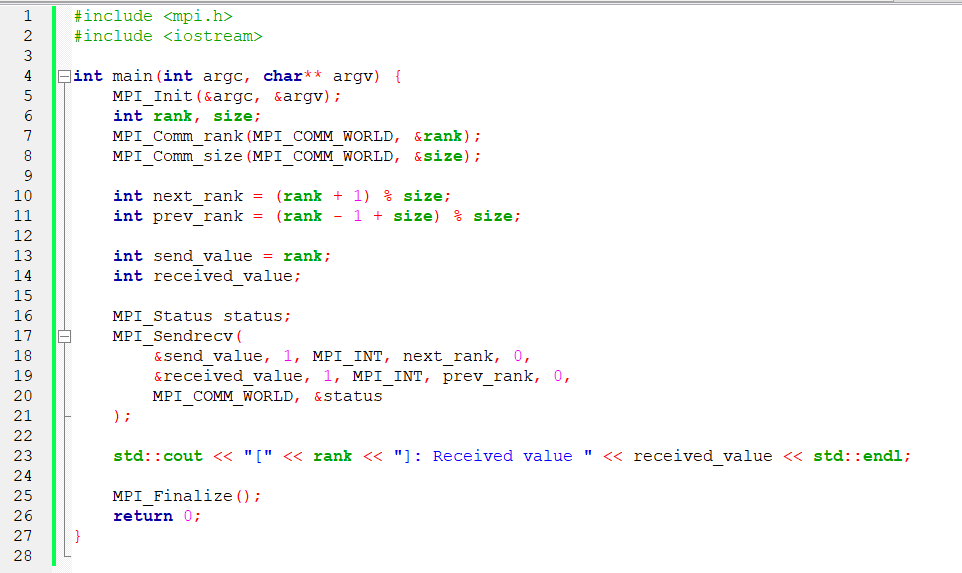 1 #include <mpi.h>
2 #include <iostream>
3
4 int main(int argc, char** argv) {
5     MPI_Init(&argc, &argv);
6     int rank, size;
7     MPI_Comm_rank(MPI_COMM_WORLD, &rank);
8     MPI_Comm_size(MPI_COMM_WORLD, &size);
9
10     int next_rank = (rank + 1) % size;
11     int prev_rank = (rank - 1 + size) % size;
12
13     int send_value = rank;
14     int received_value;
15
16     MPI_Status status;
17     MPI_Sendrecv(
18         &send_value, 1, MPI_INT, next_rank, 0,
19         &received_value, 1, MPI_INT, prev_rank, 0,
20         MPI_COMM_WORLD, &status
21     );
22
23     std::cout << "[" << rank << "]: Received value " << received_value << std::endl;
24
25     MPI_Finalize();
26     return 0;
27 }
28